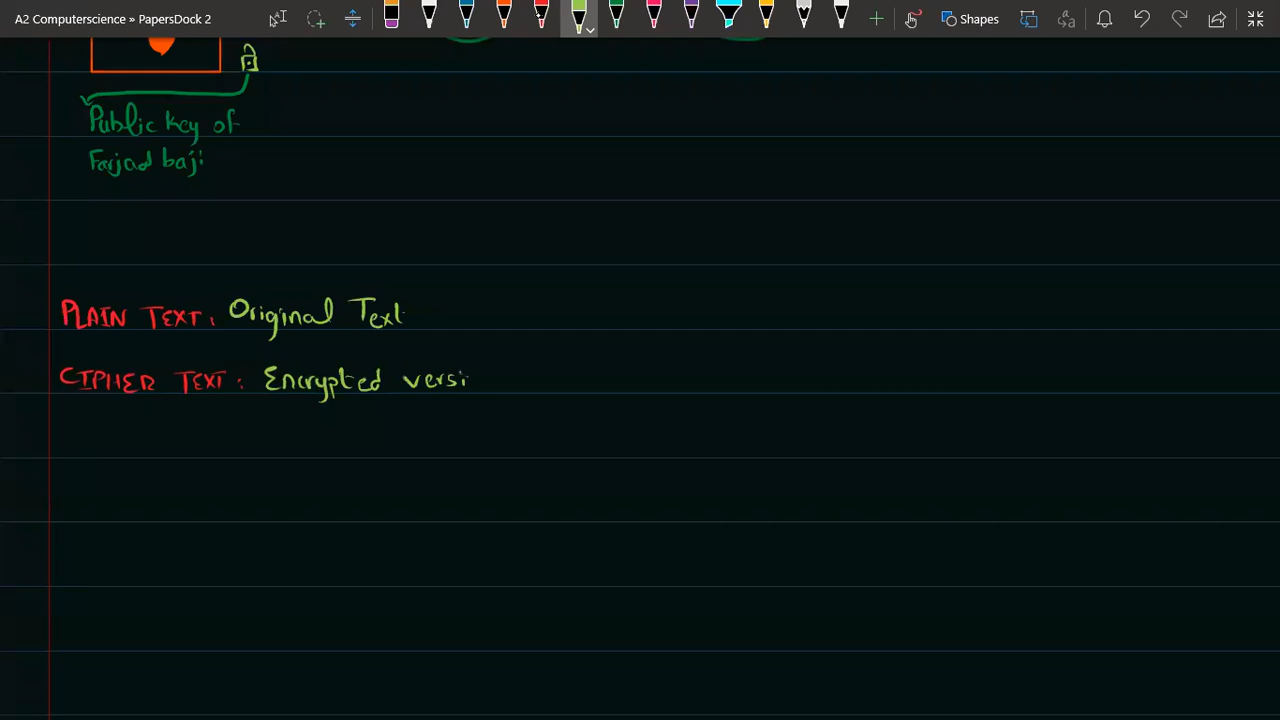 A2 Computerscience » PapersDock 2
Shapes
Public key of
Farjad baji
PLAIN TEXT: Original Text
CIPHER TEXT: Encrypted versi